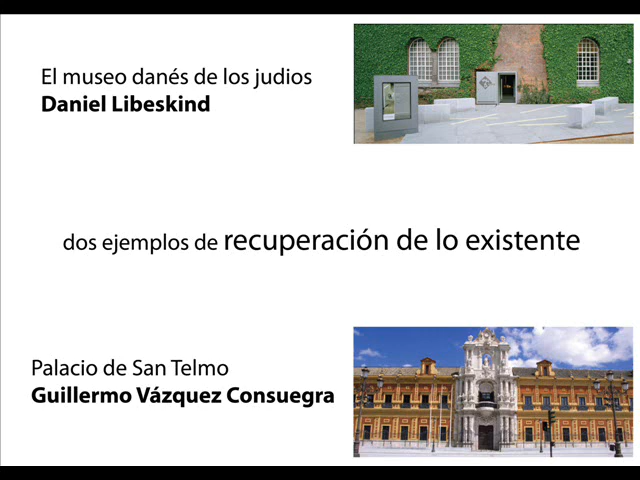 El museo danés de los judios
Daniel Libeskind
dos ejemplos de recuperación de lo existente
Palacio de San Telmo
Guillermo Vázquez Consuegra